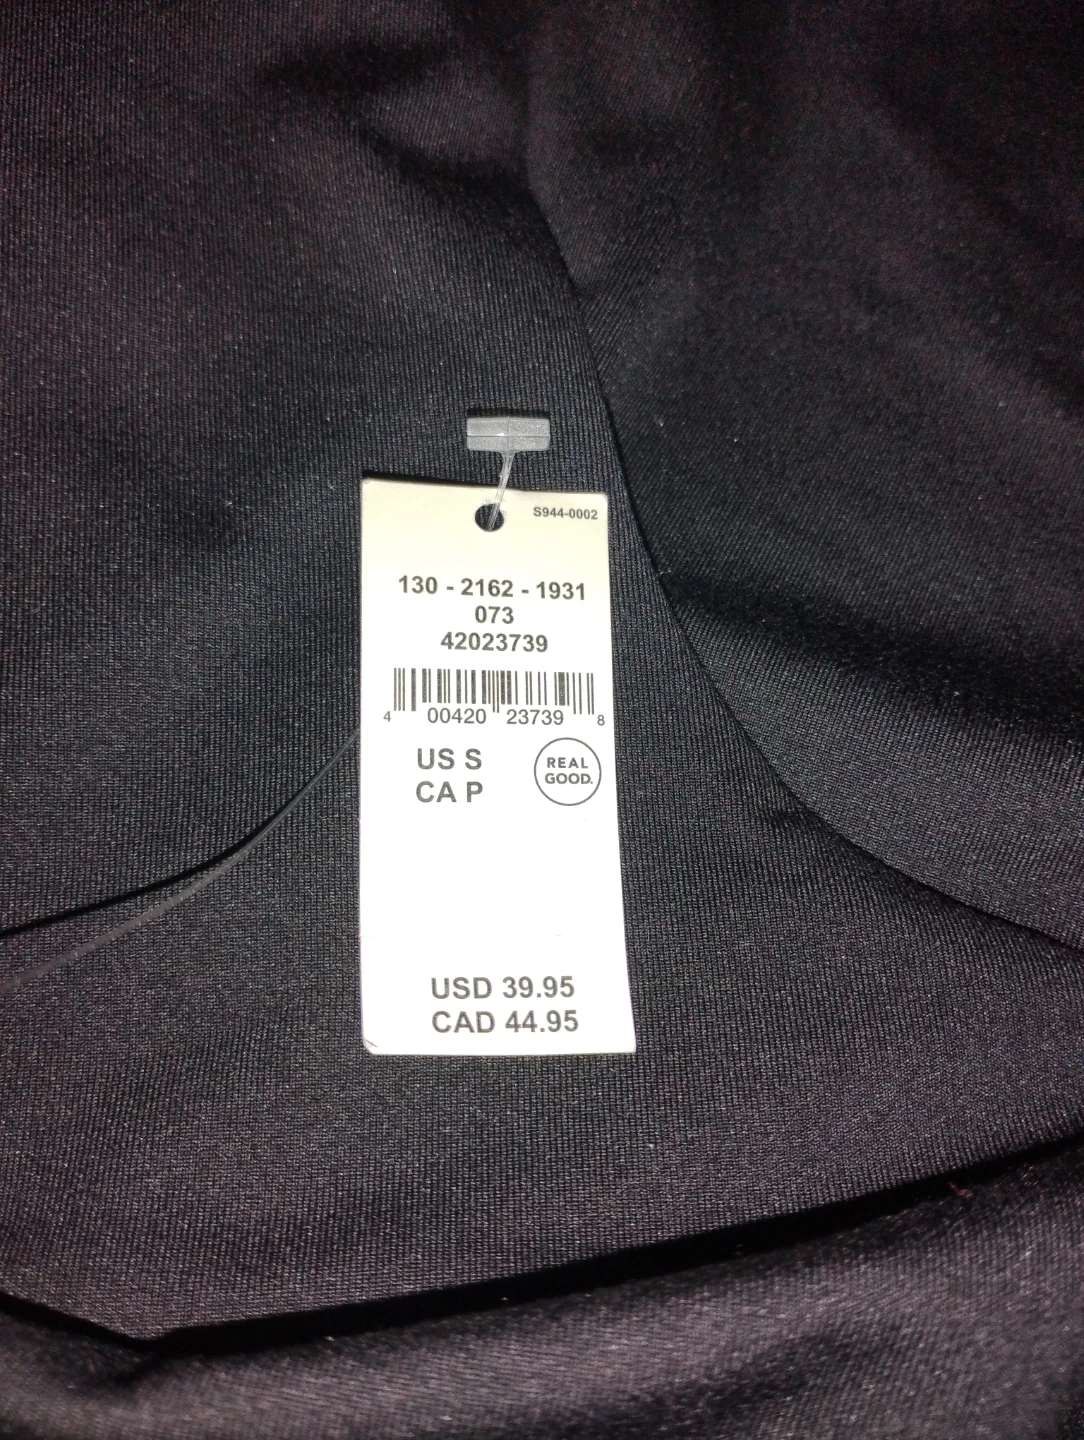 S944-0002
130 - 2162 - 1931
073
42023739
4 00420 23739 8
US S
CA P
REAL
GOOD.
USD 39.95
CAD 44.95